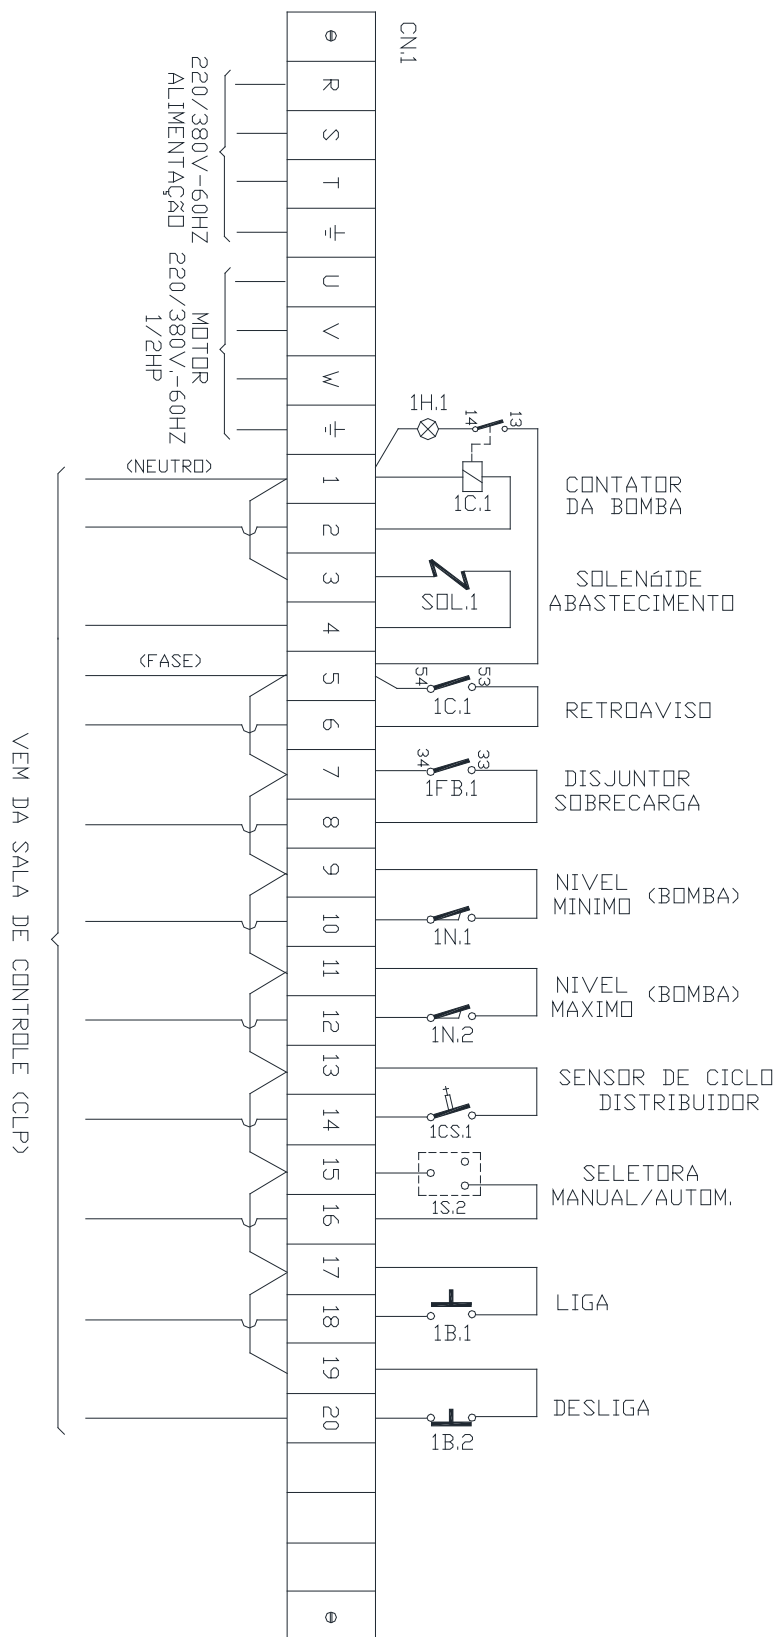 CN.1
R
S
T
U
V
W
1
2
3
4
5
6
7
8
9
10
11
12
13
14
15
16
17
18
19
20
220/380V-60HZ
ALIMENTAÇÃO
MOTOR
220/380V.-60HZ
1/2HP
(NEUTRO)
(FASE)
VEM DA SALA DE CONTROLE (CLP)
1H.1
14
13
1C.1
CONTATOR
DA BOMBA
SOL.1
SOLENóIDE
ABASTECIMENTO
54
53
1C.1
RETROAVISO
34
33
1FB.1
DISJUNTOR
SOBRECARGA
1N.1
NIVEL
MINIMO (BOMBA)
1N.2
NIVEL
MAXIMO (BOMBA)
1CS.1
SENSOR DE CICLO
DISTRIBUIDOR
1S.2
SELETORA
MANUAL/AUTOM.
1B.1
LIGA
1B.2
DESLIGA